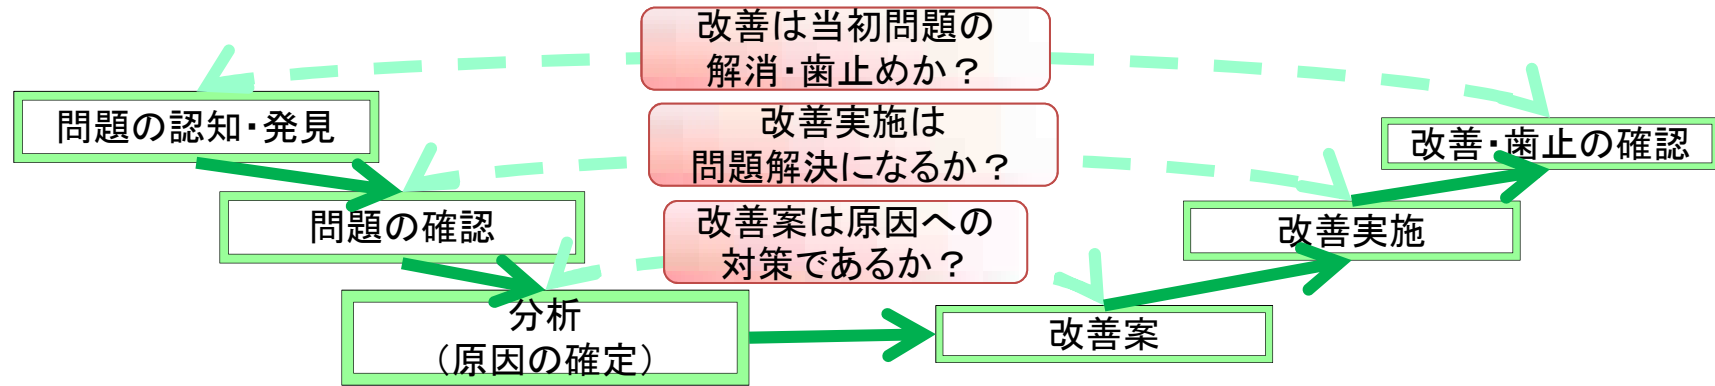 改善は当初問題の
解消・歯止めか？
問題の認知・発見
改善実施は
問題解決になるか？
改善・歯止の確認
問題の確認
改善案は原因への
対策であるか？
改善実施
分析
（原因の確定）
改善案